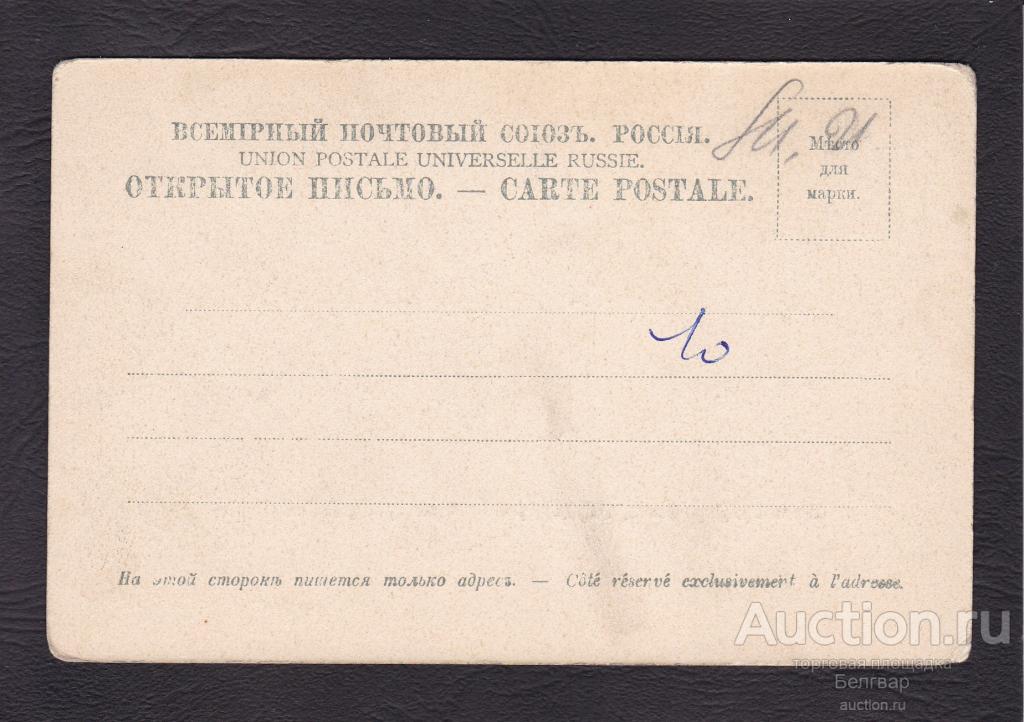 ВСЕМІРНЫЙ ПОЧТОВЫЙ СОЮЗЪ. РОССІЯ.
UNION POSTALE UNIVERSELLE RUSSIE.
ОТКРЫТОЕ ПИСЬМО. — CARTE POSTALE.
Мѣсто
для
марки.
10
На этой сторонѣ пишется только адресъ. — Côté réservé exclusivement à l'adresse.
Auction.ru
торговая площадка
Белгвар
auction.ru